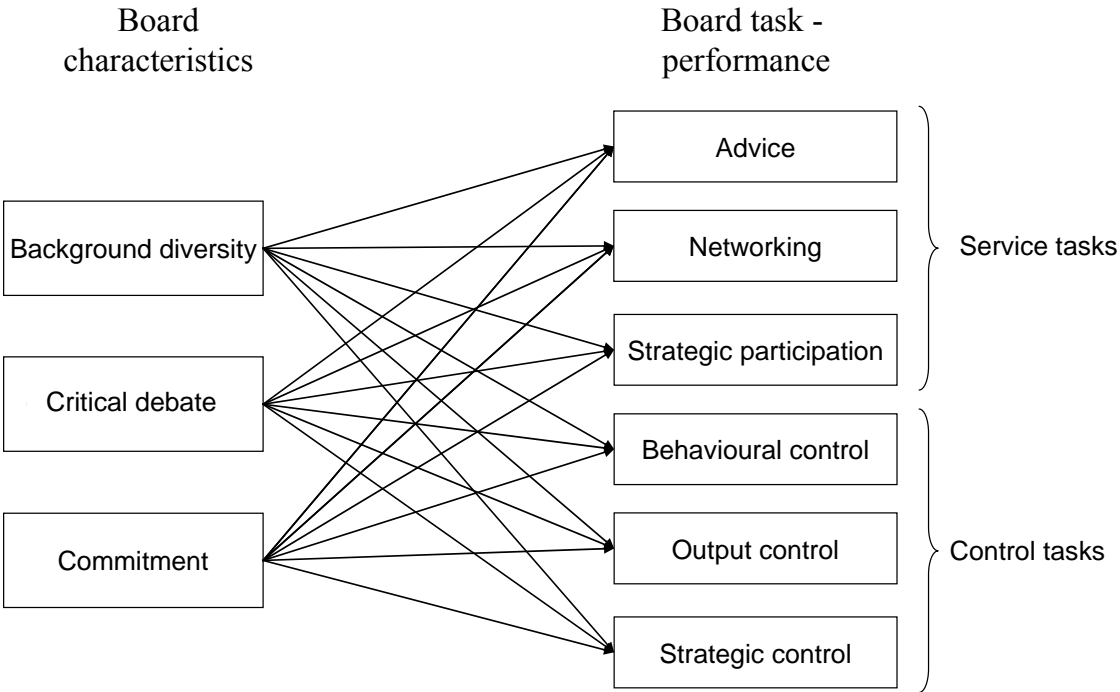 Board
characteristics
Board task -
performance
Background diversity
Critical debate
Commitment
Advice
Networking
Strategic participation
Behavioural control
Output control
Strategic control
Service tasks
Control tasks